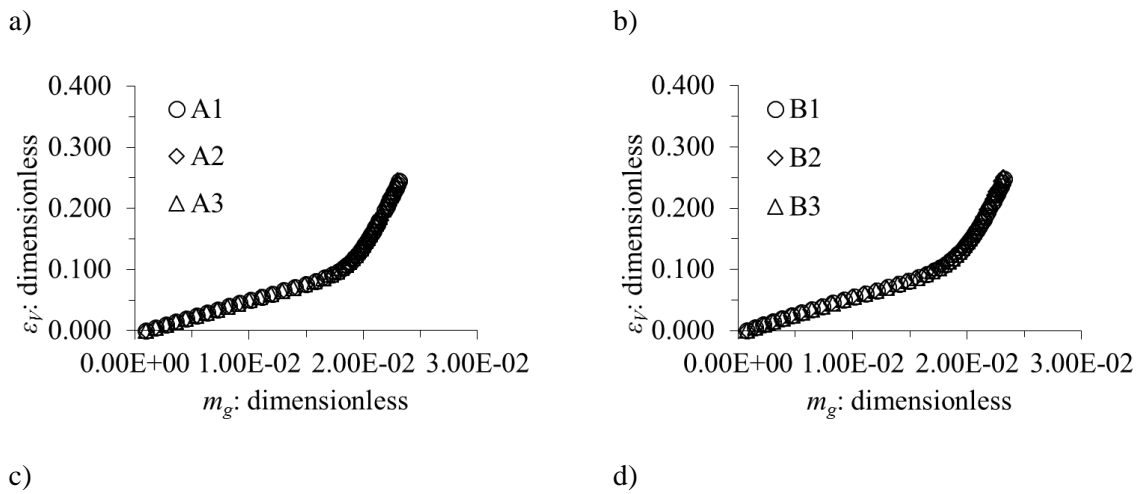 a)
b)
0.400
0.300
0.200
0.100
0.000
εV: dimensionless
A1
A2
A3
0.00E+00 1.00E-02 2.00E-02 3.00E-02
mg: dimensionless
0.400
0.300
0.200
0.100
0.000
εV: dimensionless
B1
B2
B3
0.00E+00 1.00E-02 2.00E-02 3.00E-02
mg: dimensionless
c)
d)